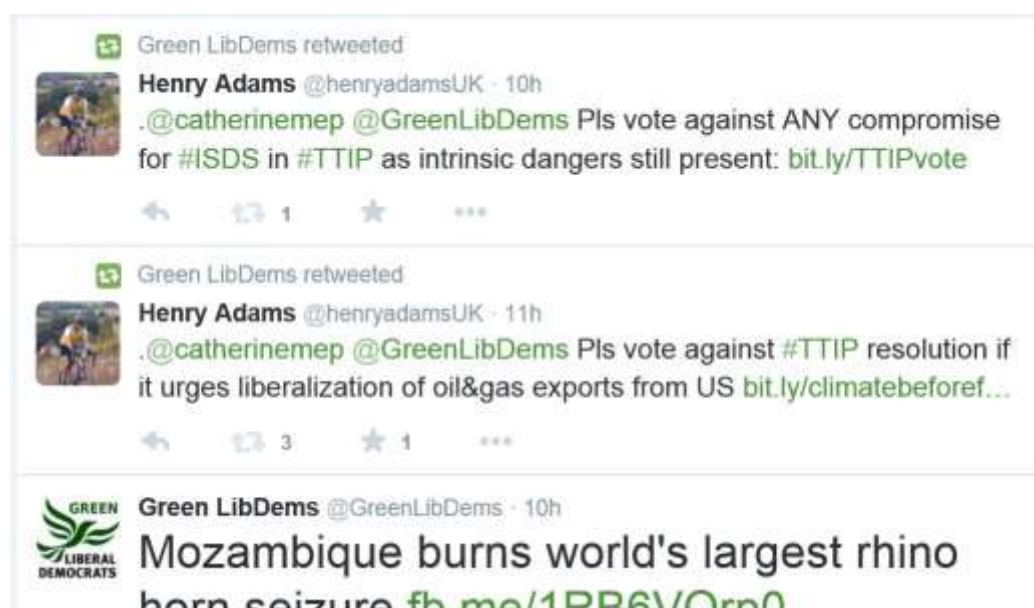 Green LibDems retweeted
Henry Adams @henryadamsUK · 10h
.@catherinemep @GreenLibDems Pls vote against ANY compromise
for #ISDS in #TTIP as intrinsic dangers still present: bit.ly/TTIPvote
1
Green LibDems retweeted
Henry Adams @henryadamsUK · 11h
.@catherinemep @GreenLibDems Pls vote against #TTIP resolution if
it urges liberalization of oil&gas exports from US bit.ly/climatebeforef…
3 1
GREEN
LIBERAL
DEMOCRATS
Green LibDems @GreenLibDems · 10h
Mozambique burns world's largest rhino
horn seizure